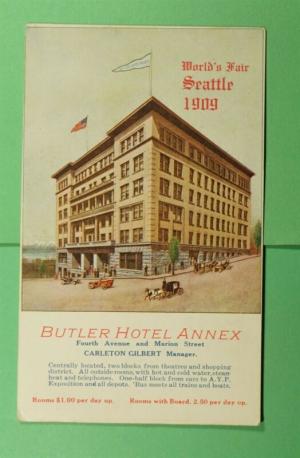 World's Fair
Seattle
1909
BUTLER HOTEL ANNEX
Fourth Avenue and Marion Street
CARLETON GILBERT Manager.
Centrally located, two blocks from theatres and shopping
district. All outside rooms, with hot and cold water, steam
heat and telephones. One-half block from cars to A.Y.P.
Exposition and all depots. 'Bus meets all trains and boats.
Rooms $1.00 per day up. Rooms with Board. 2.50 per day up.